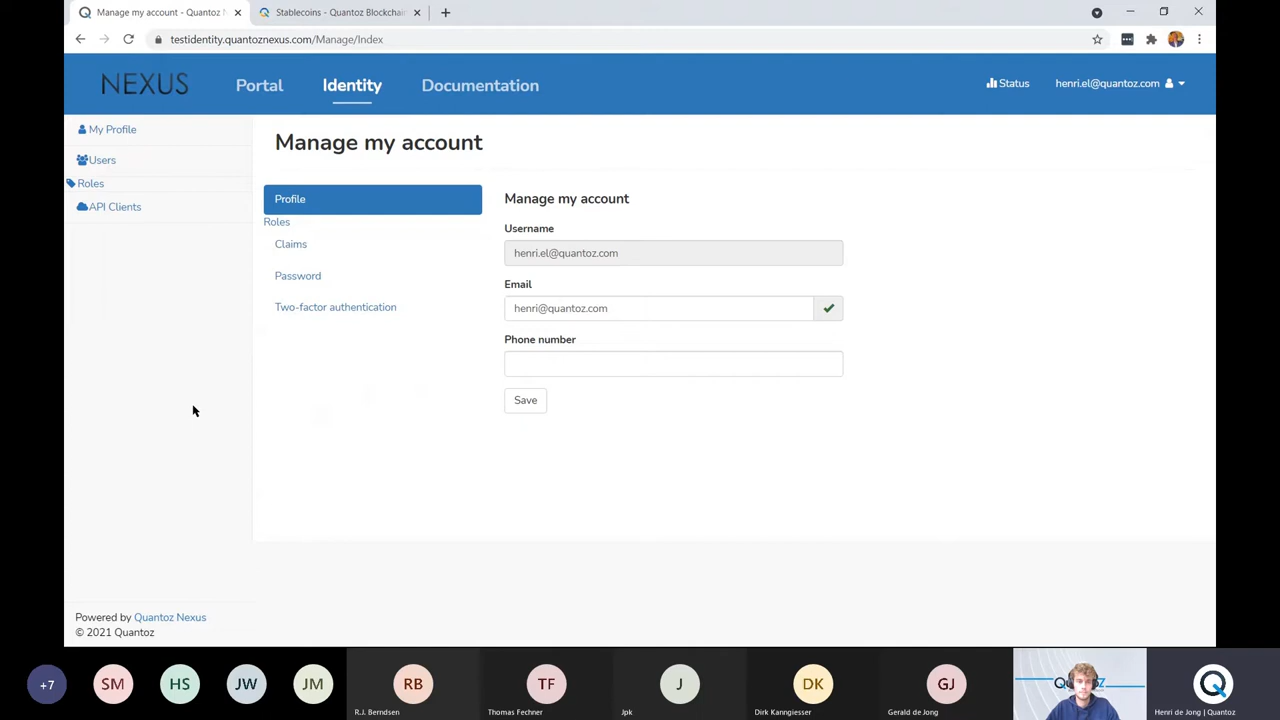 Manage my account - Quantoz N
Stablecoins - Quantoz Blockchain
testidentity.quantoznexus.com/Manage/Index
NEXUS
Portal
Identity
Documentation
Status
henri.el@quantoz.com
My Profile
Users
Roles
API Clients
Manage my account
Profile
Roles
Claims
Password
Two-factor authentication
Manage my account
Username
henri.el@quantoz.com
Email
henri@quantoz.com
Phone number
Save
Powered by Quantoz Nexus
© 2021 Quantoz
+7
SM
HS
JW
JM
RB
R.J. Berndsen
TF
Thomas Fechner
J
Jpk
DK
Dirk Kanngiesser
GJ
Gerald de Jong
Henri de Jong | Quantoz